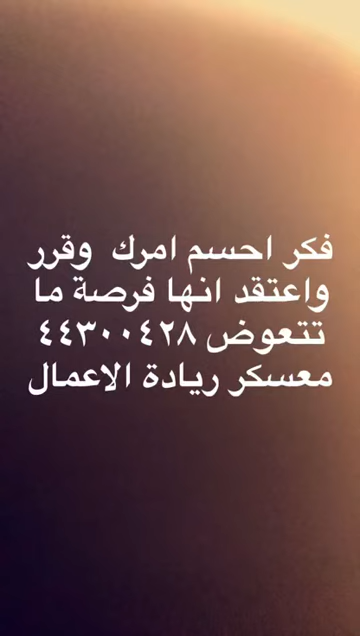 فكر احسم امرك وقرر
واعتقد انها فرصة ما
تتعوض ٤٤٣٠٠٤٢٨
معسكر ريادة الاعمال